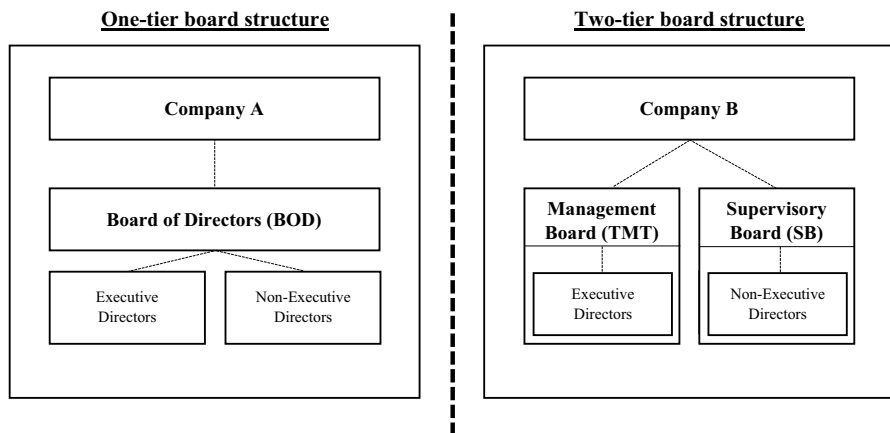 One-tier board structure
Company A
Board of Directors (BOD)
Executive
Directors
Non-Executive
Directors
Two-tier board structure
Company B
Management
Board (TMT)
Executive
Directors
Supervisory
Board (SB)
Non-Executive
Directors